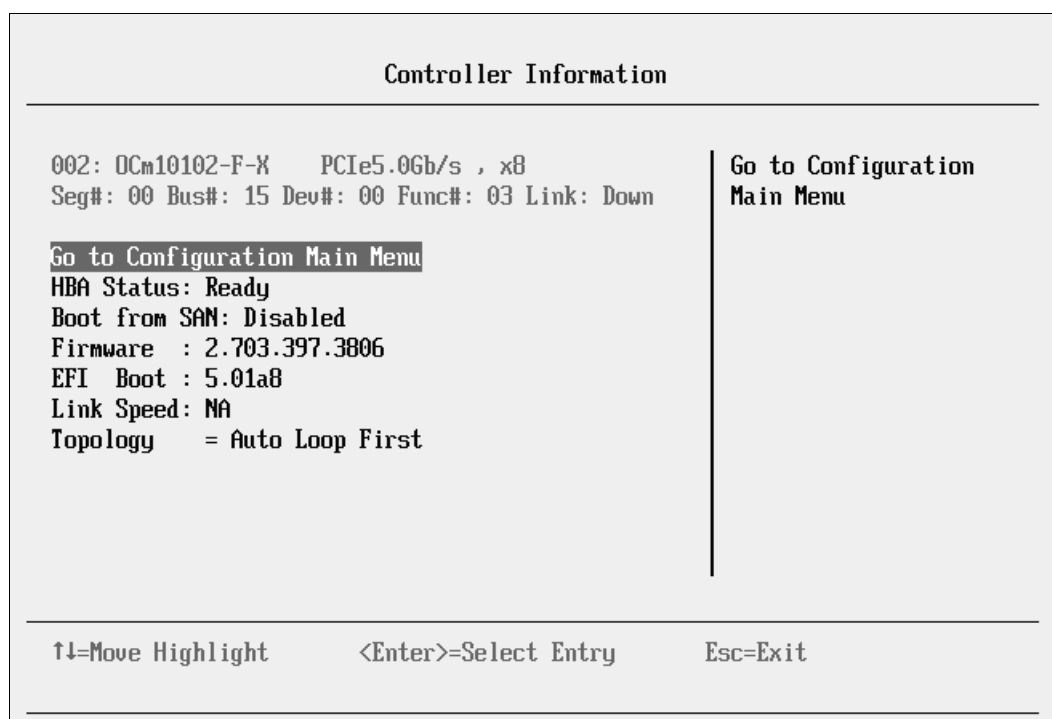 Controller Information
002: OCm10102-F-X    PCIe5.0Gb/s , x8
Seg#: 00 Bus#: 15 Dev#: 00 Func#: 03 Link: Down
Go to Configuration Main Menu
HBA Status: Ready
Boot from SAN: Disabled
Firmware  : 2.703.397.3806
EFI  Boot : 5.01a8
Link Speed: NA
Topology    = Auto Loop First
Go to Configuration
Main Menu
↑↓=Move Highlight       <Enter>=Select Entry       Esc=Exit